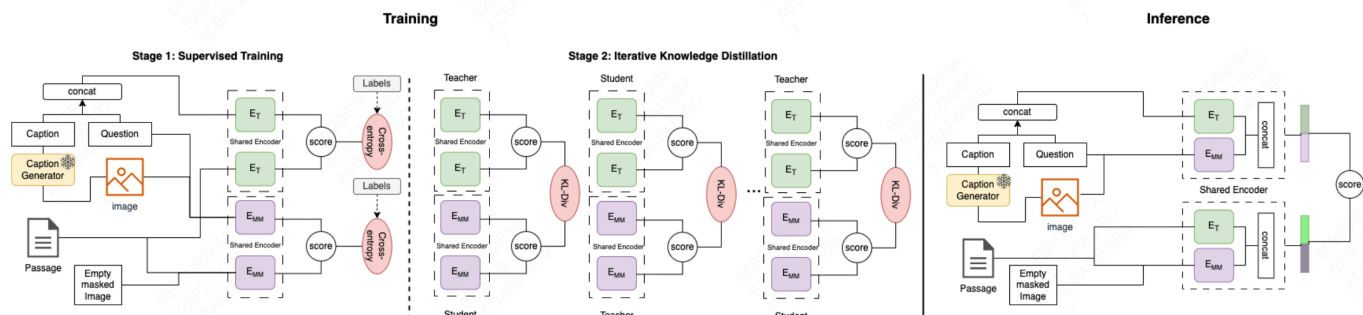 Training
Inference
Stage 1: Supervised Training
Stage 2: Iterative Knowledge Distillation
concat
Caption
Question
Caption
Generator
image
Passage
Empty
masked
Image
E_T
Shared Encoder
E_T
E_MM
Shared Encoder
E_MM
score
score
Labels
Cross-
entropy
Labels
Cross-
entropy
Teacher
E_T
Shared Encoder
E_T
E_MM
Shared Encoder
E_MM
Student
score
score
KL-Div
Student
E_T
Shared Encoder
E_T
E_MM
Shared Encoder
E_MM
Teacher
score
score
KL-Div
...
Teacher
E_T
Shared Encoder
E_T
E_MM
Shared Encoder
E_MM
Student
score
score
KL-Div
concat
Caption
Question
Caption
Generator
image
Passage
Empty
masked
Image
E_T
E_MM
concat
Shared Encoder
E_T
E_MM
concat
score